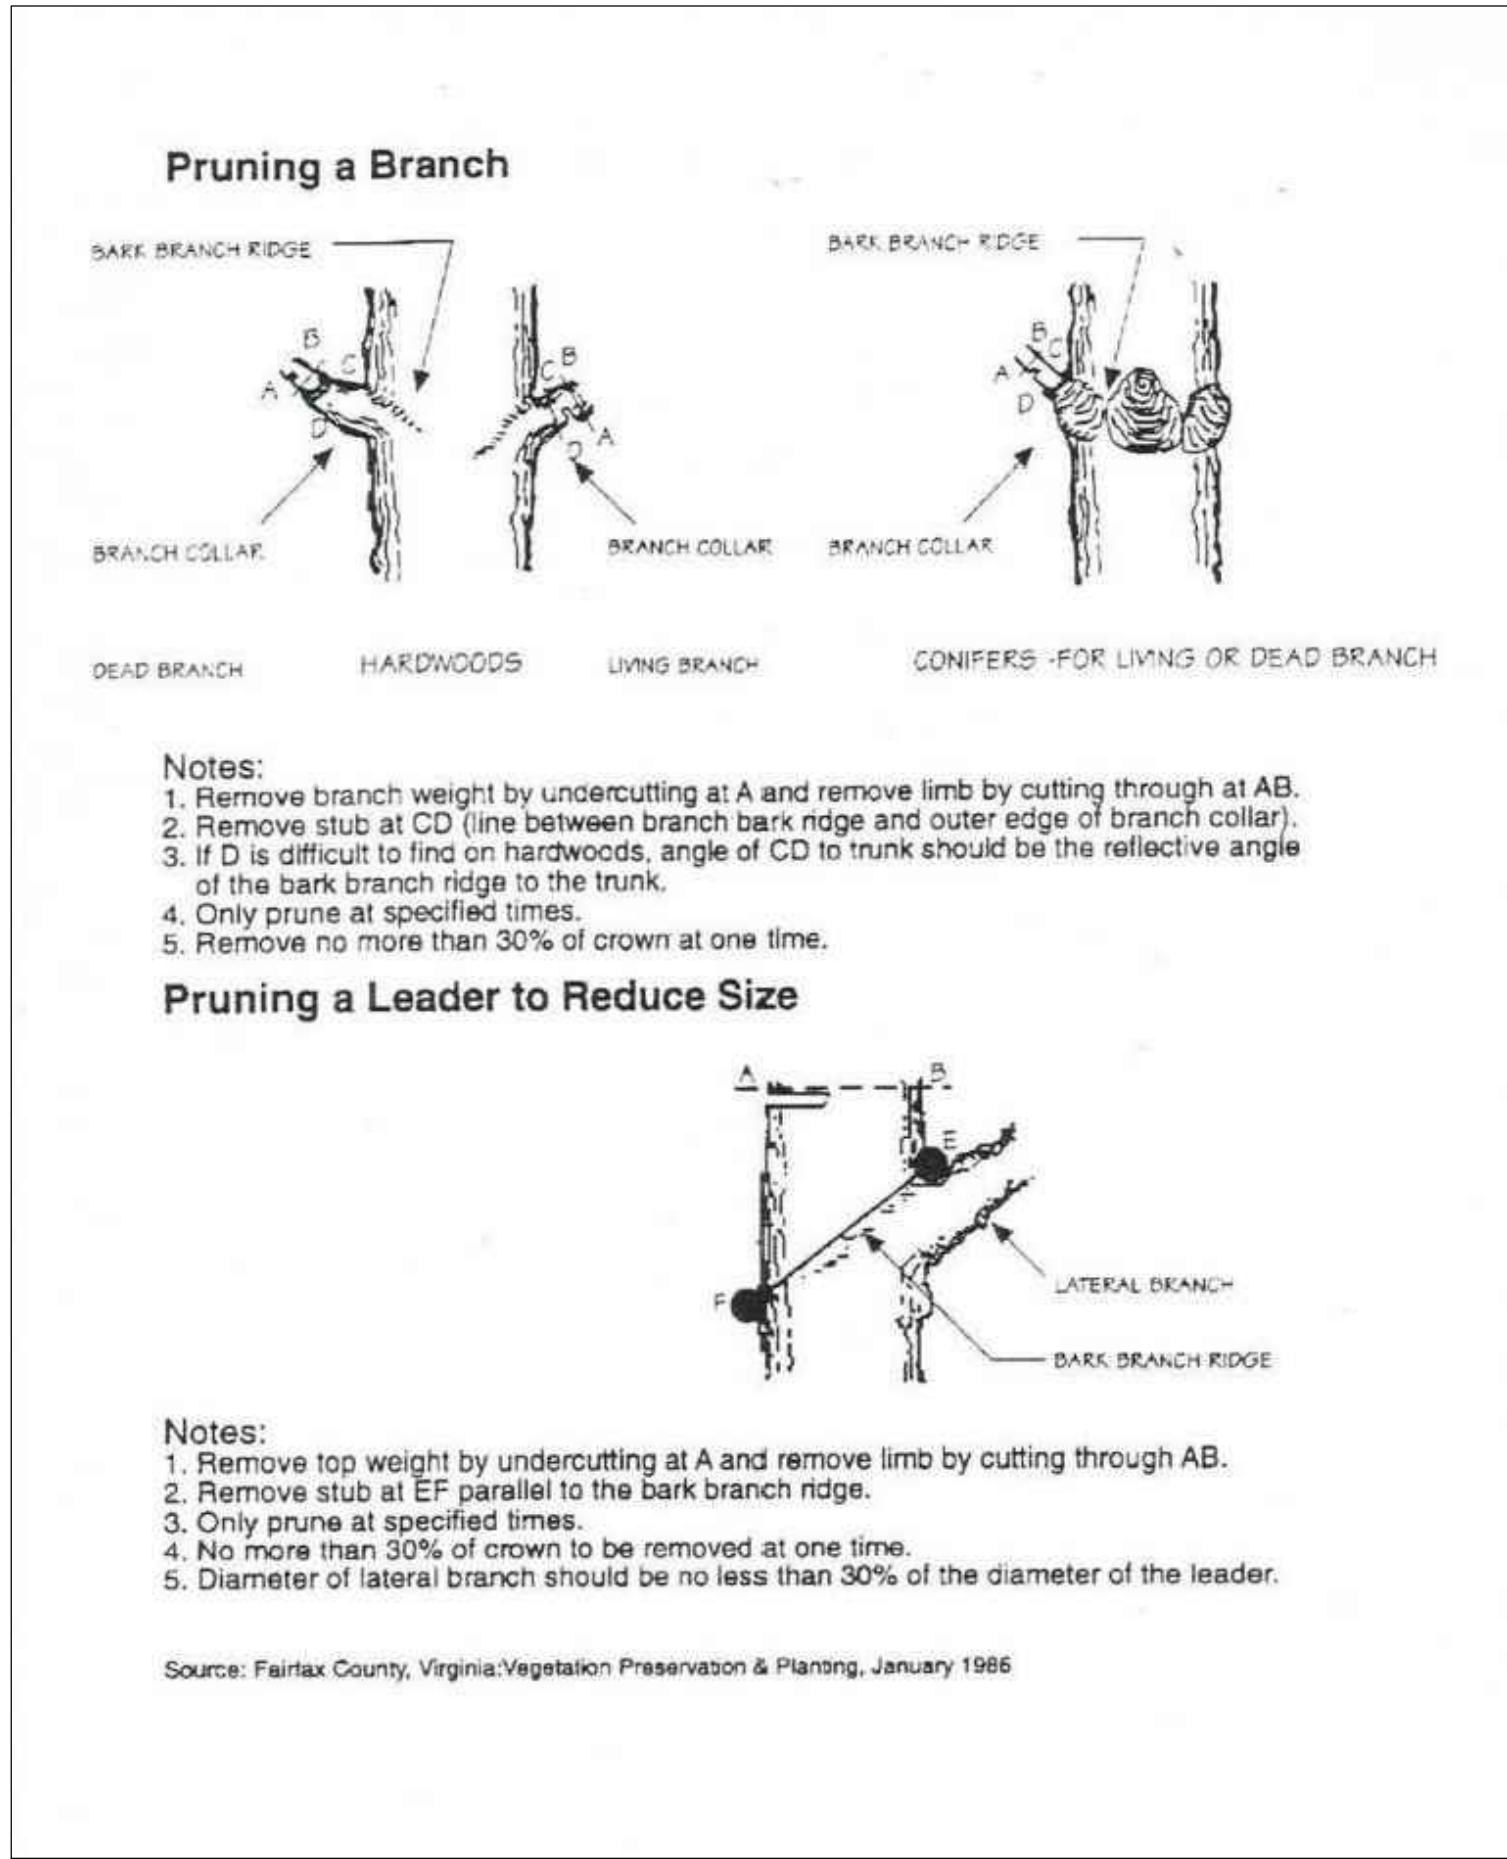 Pruning a Branch
BARK BRANCH RIDGE
BARK BRANCH RIDGE
B
C
A
D
C
B
A
D
B
C
A
D
BRANCH COLLAR
BRANCH COLLAR
BRANCH COLLAR
DEAD BRANCH
HARDWOODS
LIVING BRANCH
CONIFERS -FOR LIVING OR DEAD BRANCH
Notes:
1. Remove branch weight by undercutting at A and remove limb by cutting through at AB.
2. Remove stub at CD (line between branch bark ridge and outer edge of branch collar).
3. If D is difficult to find on hardwoods, angle of CD to trunk should be the reflective angle
of the bark branch ridge to the trunk.
4. Only prune at specified times.
5. Remove no more than 30% of crown at one time.
Pruning a Leader to Reduce Size
A
B
E
F
LATERAL BRANCH
BARK BRANCH RIDGE
Notes:
1. Remove top weight by undercutting at A and remove limb by cutting through AB.
2. Remove stub at EF parallel to the bark branch ridge.
3. Only prune at specified times.
4. No more than 30% of crown to be removed at one time.
5. Diameter of lateral branch should be no less than 30% of the diameter of the leader.
Source: Fairfax County, Virginia:Vegetation Preservation & Planting, January 1986